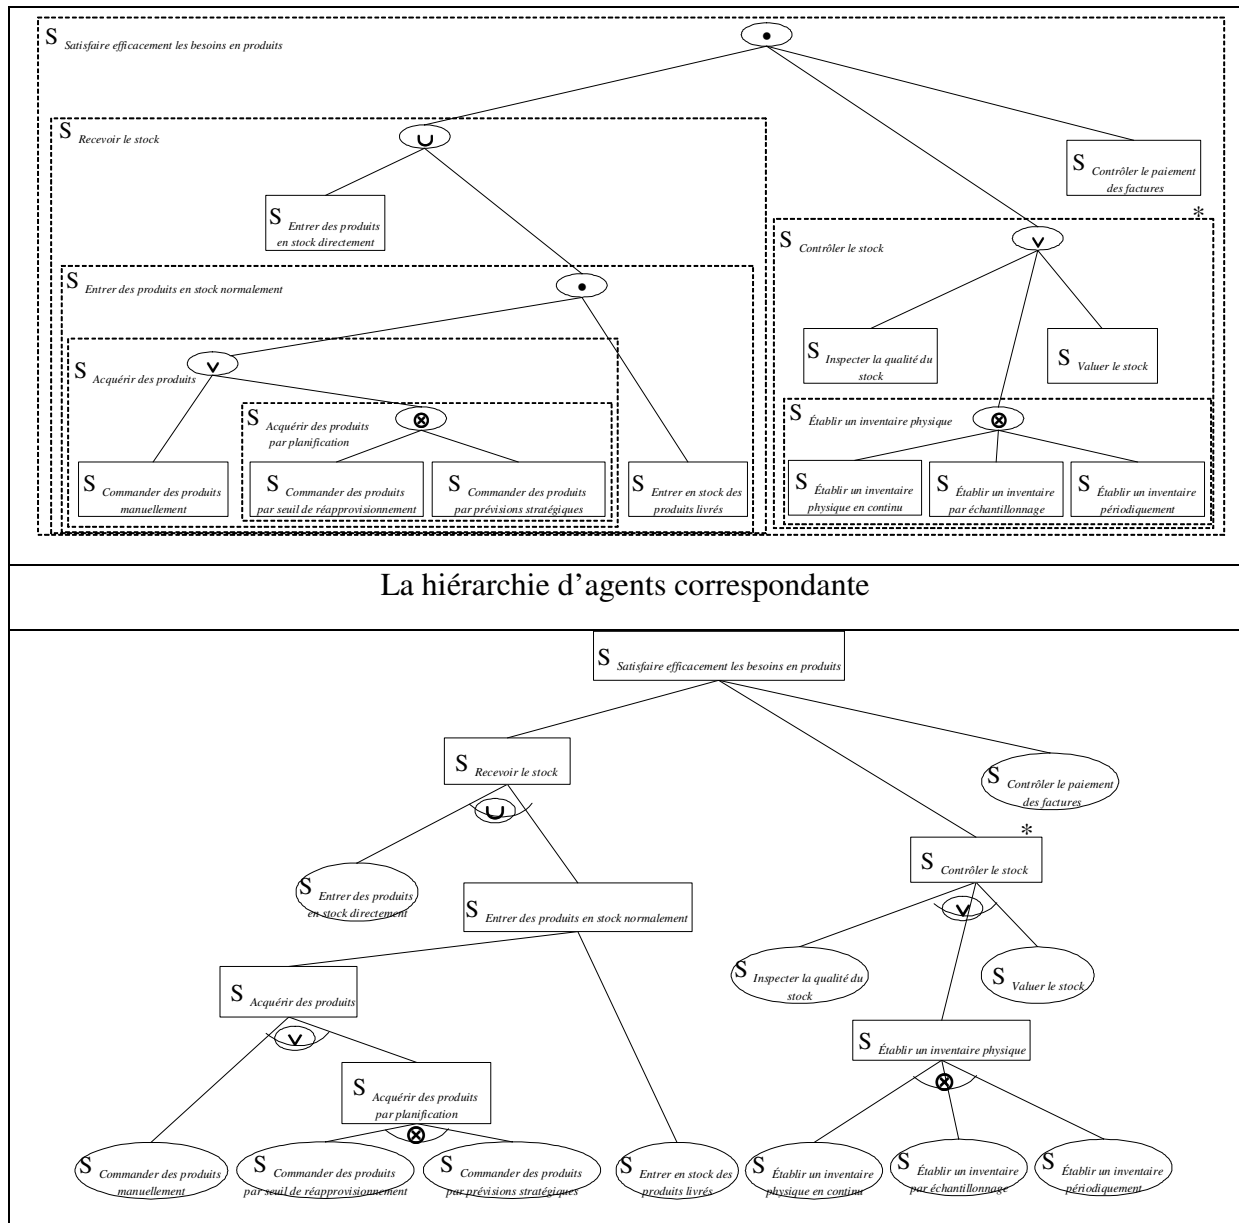 S Satisfaire efficacement les besoins en produits
•
S Recevoir le stock
∪
S Contrôler le paiement
des factures
*
S Entrer des produits
en stock directement
S Contrôler le stock
∨
S Entrer des produits en stock normalement
•
S Inspecter la qualité du
stock
S Valuer le stock
S Acquérir des produits
∨
S Acquérir des produits
par planification
⊗
S Établir un inventaire physique
⊗
S Commander des produits
manuellement
S Commander des produits
par seuil de réapprovisionnement
S Commander des produits
par prévisions stratégiques
S Entrer en stock des
produits livrés
S Établir un inventaire
physique en continu
S Établir un inventaire
par échantillonnage
S Établir un inventaire
périodiquement
La hiérarchie d'agents correspondante
S Satisfaire efficacement les besoins en produits
S Recevoir le stock
∪
S Contrôler le paiement
des factures
*
S Contrôler le stock
∨
S Entrer des produits
en stock directement
S Entrer des produits en stock normalement
S Inspecter la qualité du
stock
S Valuer le stock
S Acquérir des produits
∨
S Établir un inventaire physique
⊗
S Acquérir des produits
par planification
⊗
S Commander des produits
manuellement
S Commander des produits
par seuil de réapprovisionnement
S Commander des produits
par prévisions stratégiques
S Entrer en stock des
produits livrés
S Établir un inventaire
physique en continu
S Établir un inventaire
par échantillonnage
S Établir un inventaire
périodiquement